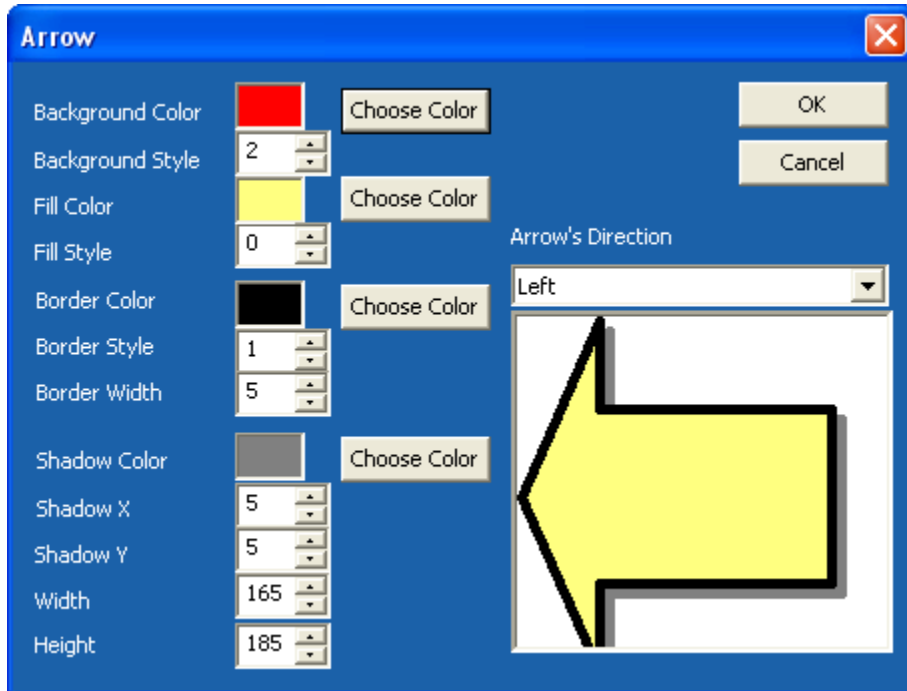 Arrow
Background Color Choose Color OK
Background Style 2 Cancel
Fill Color Choose Color
Fill Style 0 Arrow's Direction
Border Color Choose Color Left
Border Style 1
Border Width 5
Shadow Color Choose Color
Shadow X 5
Shadow Y 5
Width 165
Height 185